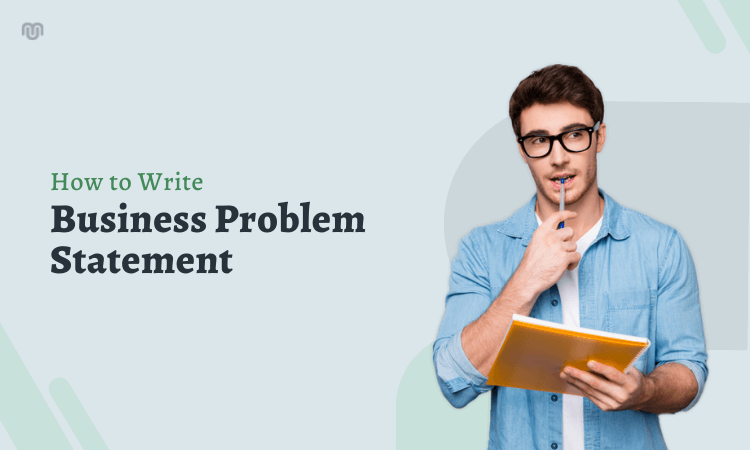 How to Write
Business Problem
Statement